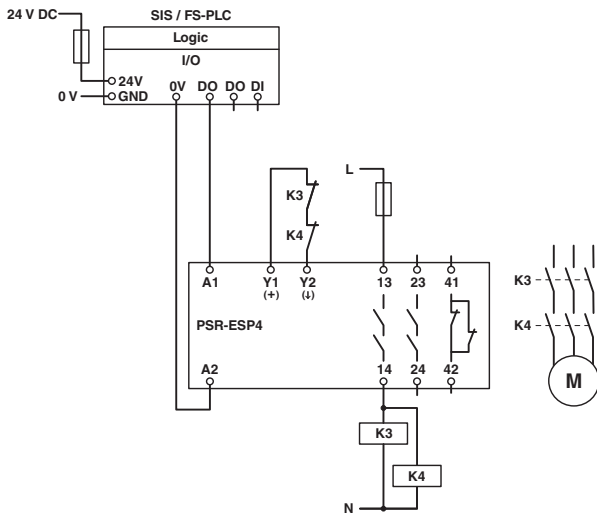 24 V DC
SIS / FS-PLC
Logic
I/O
24V
0 V
GND
0V DO DO DI
L
K3
K4
A1 Y1 Y2 13 23 41
(+) (↓)
PSR-ESP4
A2 14 24 42
K3
K4
M
K3
K4
N